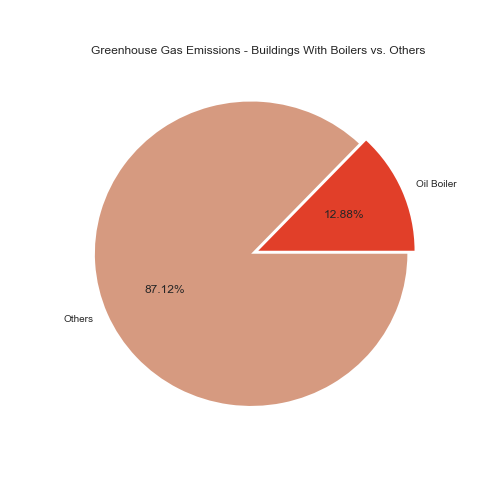 Greenhouse Gas Emissions - Buildings With Boilers vs. Others
Oil Boiler
12.88%
87.12%
Others